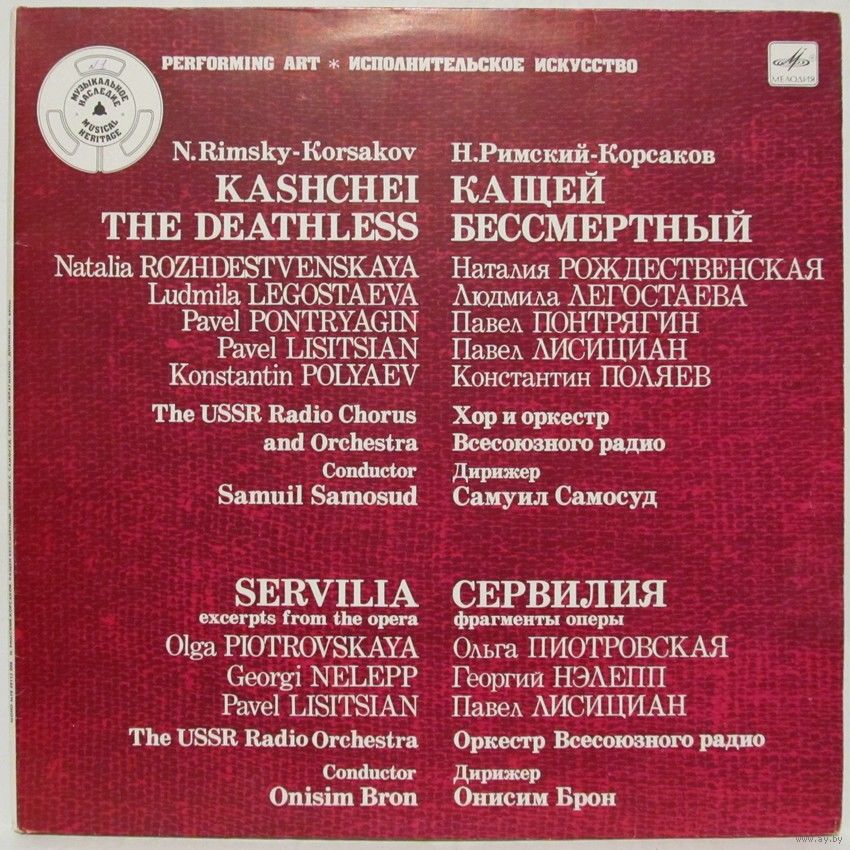 МУЗЫКАЛЬНОЕ
НАСЛЕДИЕ
MUSICAL
HERITAGE
PERFORMING ART * ИСПОЛНИТЕЛЬСКОЕ ИСКУССТВО
МЕЛОДИЯ
N.Rimsky-Korsakov
KASHCHEI
THE DEATHLESS
Natalia ROZHDESTVENSKAYA
Ludmila LEGOSTAEVA
Pavel PONTRYAGIN
Pavel LISITSIAN
Konstantin POLYAEV
The USSR Radio Chorus
and Orchestra
Conductor
Samuil Samosud
Н.Римский-Корсаков
КАЩЕЙ
БЕССМЕРТНЫЙ
Наталия РОЖДЕСТВЕНСКАЯ
Людмила ЛЕГОСТАЕВА
Павел ПОНТРЯГИН
Павел ЛИСИЦИАН
Константин ПОЛЯЕВ
Хор и оркестр
Всесоюзного радио
Дирижер
Самуил Самосуд
SERVILIA
excerpts from the opera
Olga PIOTROVSKAYA
Georgi NELEPP
Pavel LISITSIAN
The USSR Radio Orchestra
Conductor
Onisim Bron
СЕРВИЛИЯ
фрагменты оперы
Ольга ПИОТРОВСКАЯ
Георгий НЭЛЕПП
Павел ЛИСИЦИАН
Оркестр Всесоюзного радио
Дирижер
Онисим Брон
www.ay.by